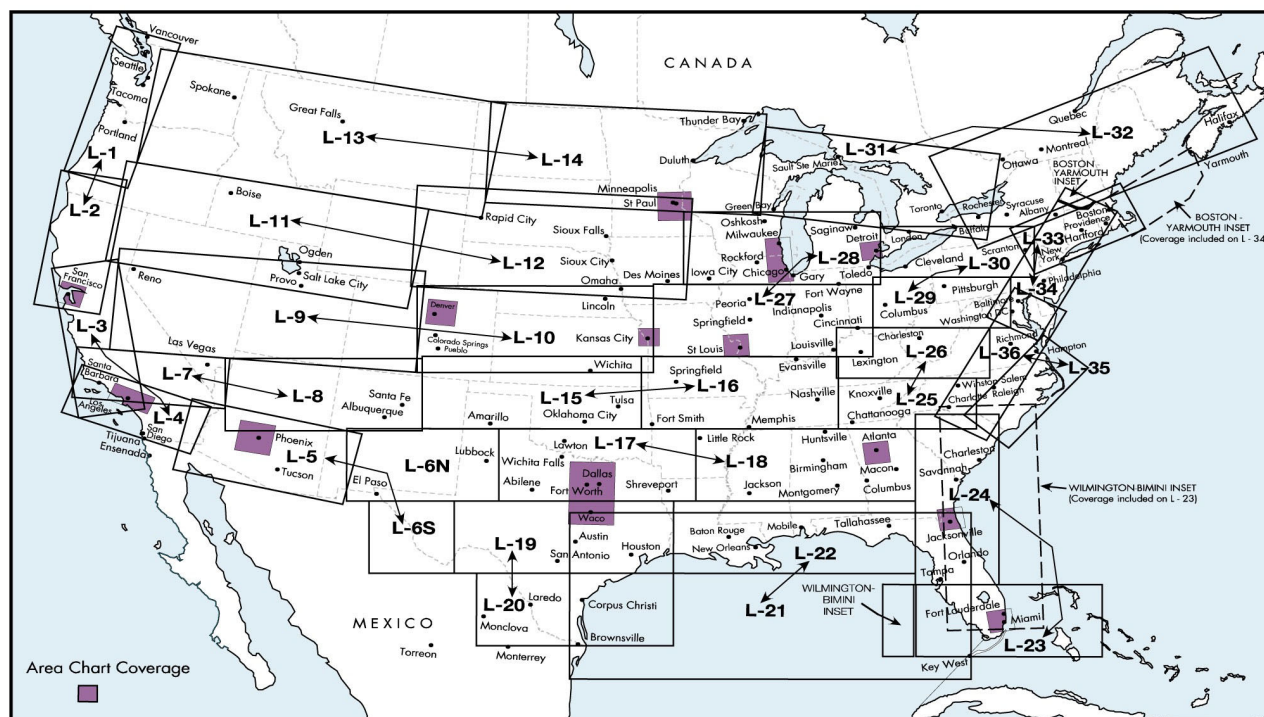 Vancouver
CANADA
Seattle
Tacoma
Spokane
Great Falls
Thunder Bay
Quebec
Halifax
Portland
L-13
L-14
L-31
L-32
Montreal
L-1
Duluth
Sault Ste Marie
Ottawa
Yarmouth
BOSTON
YARMOUTH
INSET
Minneapolis
St Paul
L-2
Boise
Green Bay
Toronto
Rochester
Syracuse
Albany
Boston
Providence
Hartford
BOSTON -
YARMOUTH INSET
(Coverage included on L - 34)
L-11
Rapid City
Oshkosh
Milwaukee
Saginaw
Detroit
London
Buffalo
Scranton
L-33
New
York
Sioux Falls
Ogden
L-12
Sioux City
Rockford
Chicago
L-28
Cleveland
L-30
San
Francisco
Reno
Provo
Salt Lake City
Omaha
Des Moines
Iowa City
Gary
Toledo
Philadelphia
L-34
Lincoln
Peoria
L-27
Fort Wayne
L-29
Pittsburgh
Baltimore
Washington DC
Denver
Springfield
Indianapolis
Columbus
L-3
L-9
L-10
Colorado Springs
Pueblo
Kansas City
St Louis
Cincinnati
Charleston
Richmond
Hampton
Las Vegas
Louisville
Lexington
L-26
L-36
L-35
Santa
Barbara
L-7
L-8
Wichita
Evansville
Springfield
L-16
Los
Angeles
L-4
Santa Fe
Albuquerque
L-15
Tulsa
Nashville
Knoxville
L-25
Winston-Salem
Charlotte
Raleigh
San
Diego
Amarillo
Oklahoma City
Fort Smith
Memphis
Chattanooga
Tijuana
Ensenada
Phoenix
L-5
Tucson
Lubbock
L-6N
Lawton
L-17
Little Rock
L-18
Huntsville
Atlanta
Charleston
Wichita Falls
Birmingham
Macon
Savannah
El Paso
Abilene
Dallas
Fort Worth
Shreveport
Jackson
Montgomery
Columbus
L-24
WILMINGTON-BIMINI INSET
(Coverage included on L - 23)
L-6S
Waco
Austin
L-19
San Antonio
Houston
Baton Rouge
New Orleans
Mobile
Tallahassee
Jacksonville
L-22
Orlando
Tampa
WILMINGTON-
BIMINI
INSET
L-20
Laredo
Corpus Christi
L-21
Fort Lauderdale
Miami
MEXICO
Monclova
Brownsville
L-23
Torreon
Monterrey
Key West
Area Chart Coverage